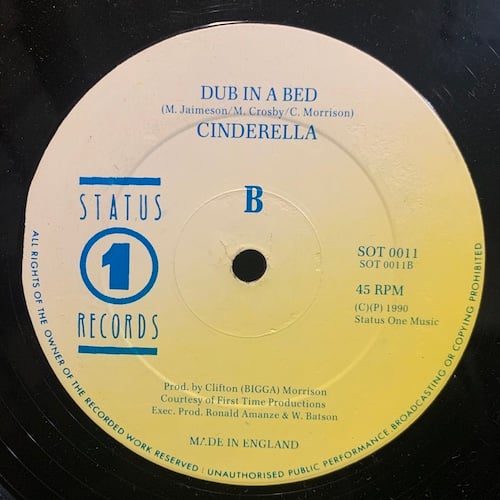 DUB IN A BED
(M. Jaimeson/M. Crosby/C. Morrison)
CINDERELLA
STATUS
1
RECORDS
B
SOT 0011
SOT 0011B
45 RPM
(C)(P) 1990
Status One Music
Prod. by Clifton (BIGGA) Morrison
Courtesy of First Time Productions
Exec. Prod. Ronald Amanze & W. Batson
MADE IN ENGLAND
ALL RIGHTS OF THE OWNER OF THE RECORDED WORK RESERVED | UNAUTHORISED PUBLIC PERFORMANCE BROADCASTING OR COPYING PROHIBITED